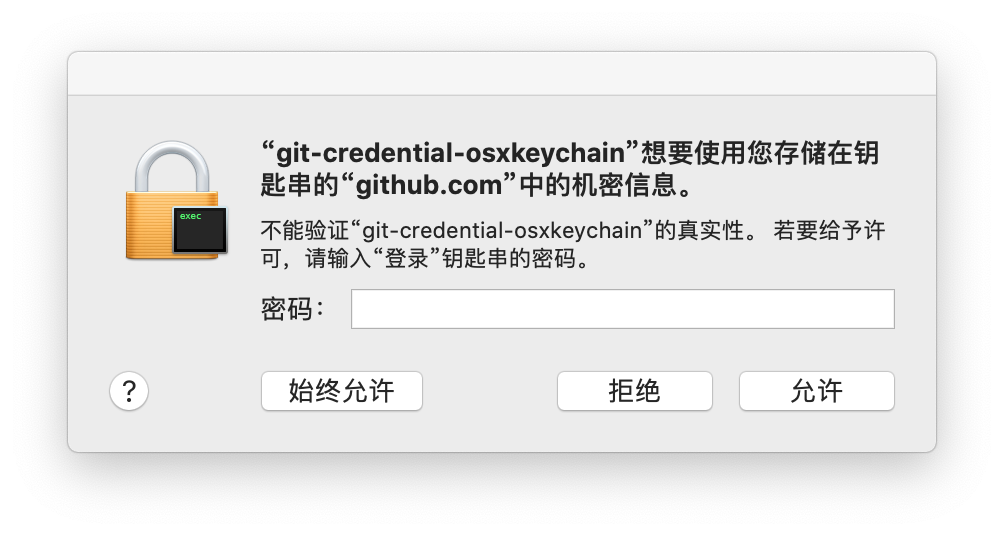 “git-credential-osxkeychain”想要使用您存储在钥
匙串的“github.com”中的机密信息。
exec
不能验证“git-credential-osxkeychain”的真实性。 若要给予许
可，请输入“登录”钥匙串的密码。
密码：
?
始终允许
拒绝
允许